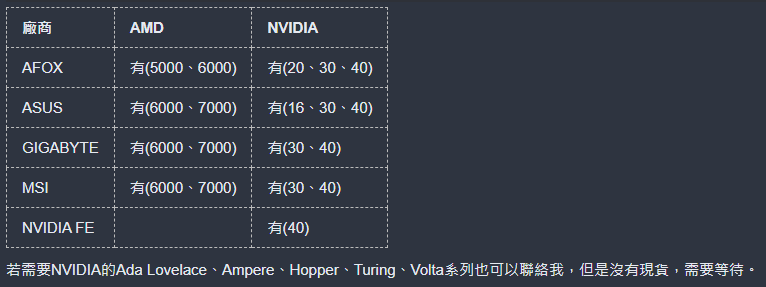 廠商 AMD NVIDIA
AFOX 有(5000、6000) 有(20、30、40)
ASUS 有(6000、7000) 有(16、30、40)
GIGABYTE 有(6000、7000) 有(30、40)
MSI 有(6000、7000) 有(30、40)
NVIDIA FE 有(40)
若需要NVIDIA的Ada Lovelace、Ampere、Hopper、Turing、Volta系列也可以聯絡我，但是沒有現貨，需要等待。